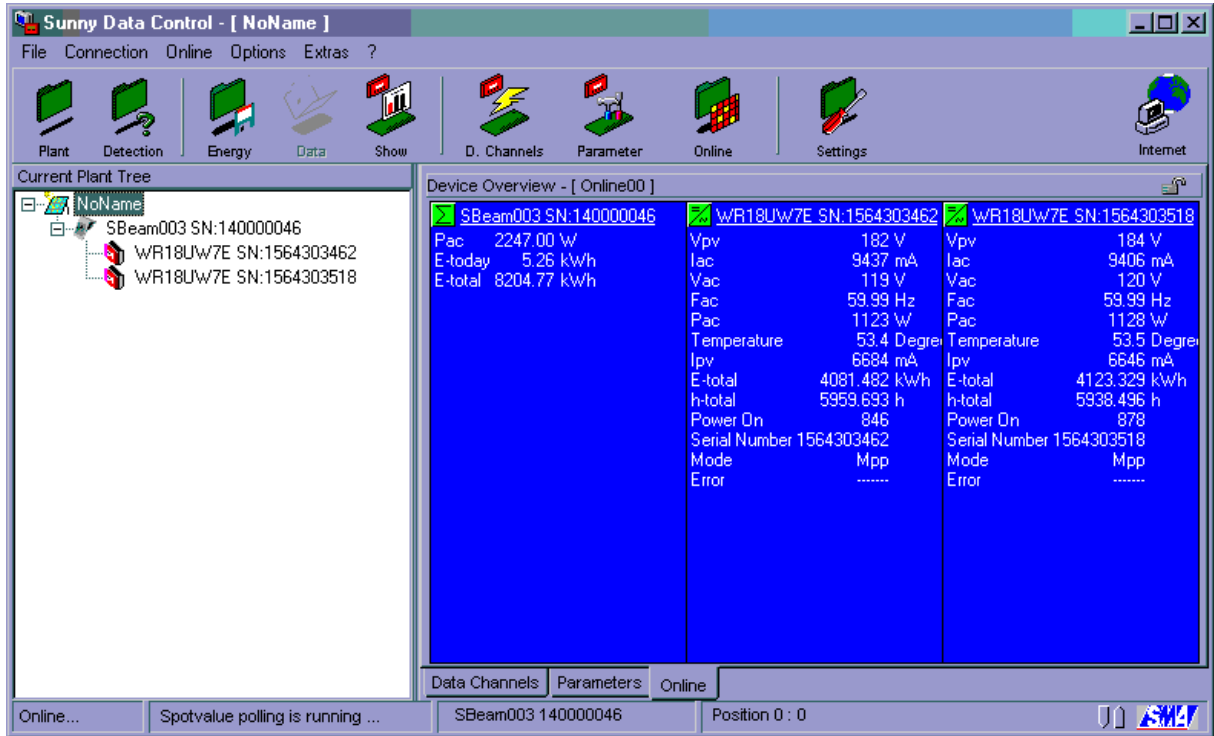 Sunny Data Control - [ NoName ]
File Connection Online Options Extras ?
Plant Detection Energy Data Show D. Channels Parameter Online Settings Internet
Current Plant Tree
NoName
SBeam003 SN:140000046
WR18UW7E SN:1564303462
WR18UW7E SN:1564303518
Device Overview - [ Online00 ]
SBeam003 SN:140000046
Pac 2247.00 W
E-today 5.26 kWh
E-total 8204.77 kWh
WR18UW7E SN:1564303462
Vpv 182 V
Iac 9437 mA
Vac 119 V
Fac 59.99 Hz
Pac 1123 W
Temperature 53.4 Degre
Ipv 6684 mA
E-total 4081.482 kWh
h-total 5959.693 h
Power On 846
Serial Number 1564303462
Mode Mpp
Error -------
WR18UW7E SN:1564303518
Vpv 184 V
Iac 9406 mA
Vac 120 V
Fac 59.99 Hz
Pac 1128 W
Temperature 53.5 Degre
Ipv 6646 mA
E-total 4123.329 kWh
h-total 5938.496 h
Power On 878
Serial Number 1564303518
Mode Mpp
Error -------
Data Channels Parameters Online
Online... Spotvalue polling is running ... SBeam003 140000046 Position 0 : 0 SMA